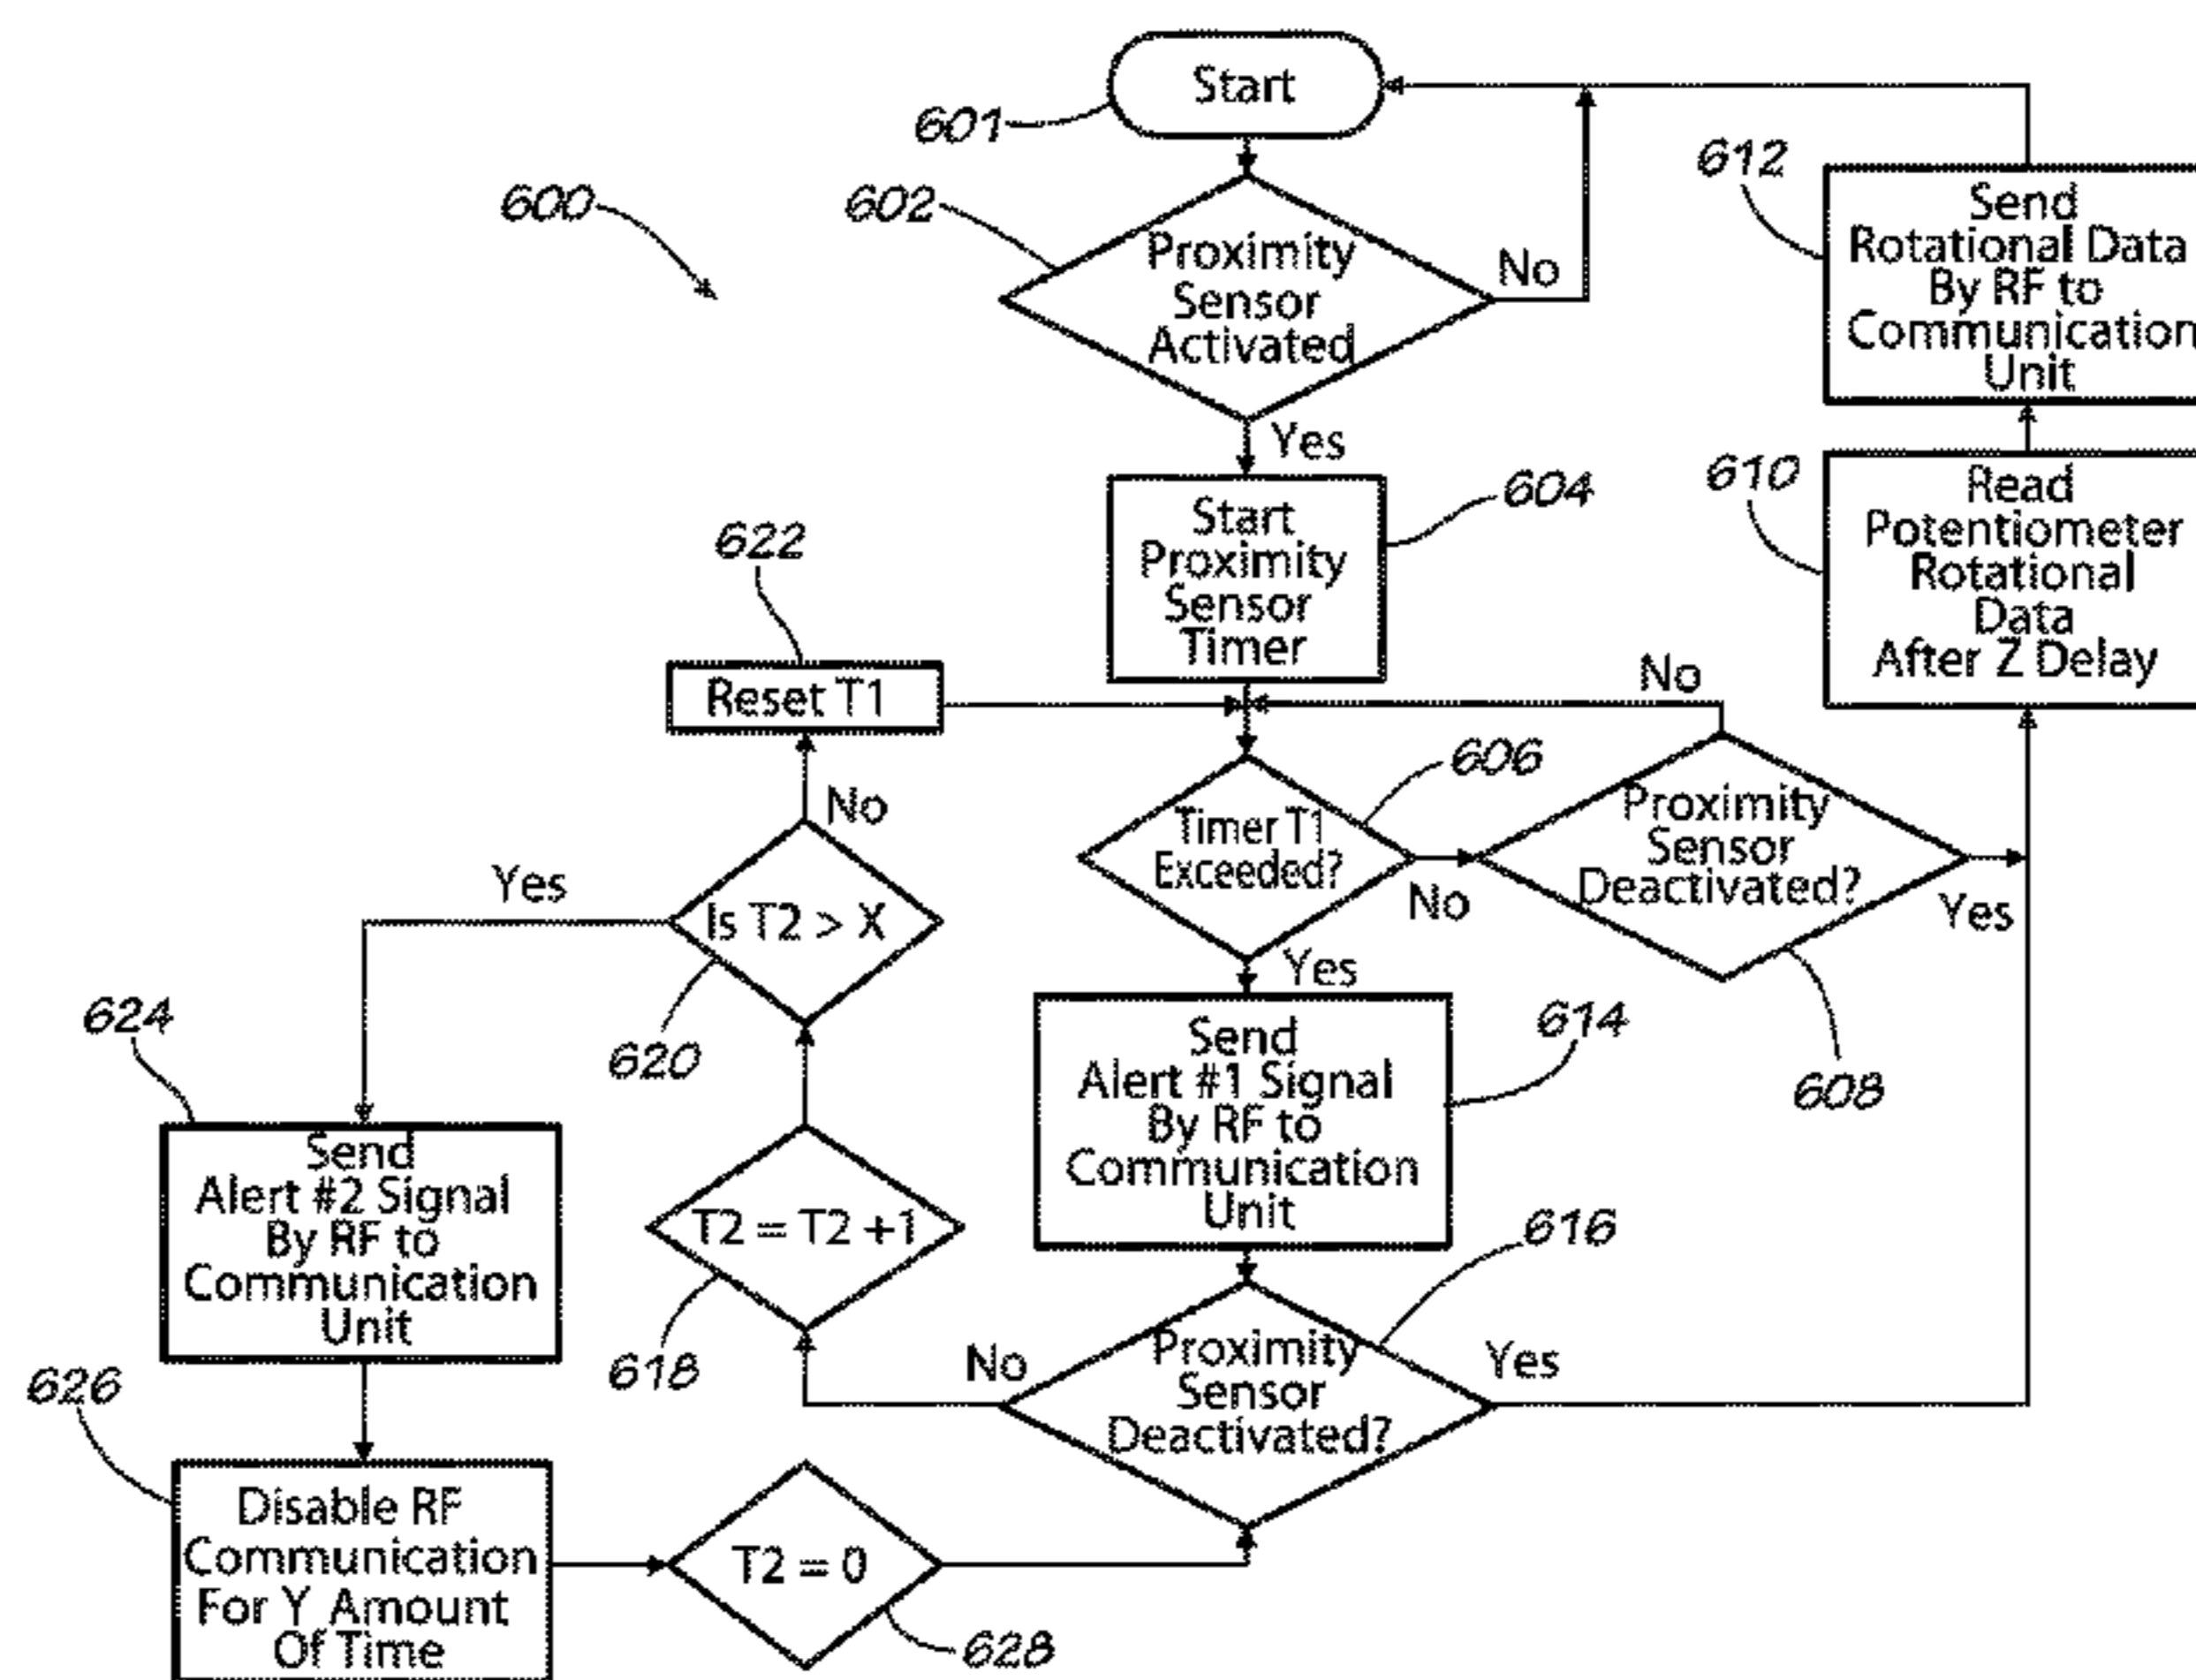 Start
601
600
602
Proximity
Sensor
Activated
No
612
Send
Rotational Data
By RF to
Communication
Unit
Yes
604
Start
Proximity
Sensor
Timer
610
Read
Potentiometer
Rotational
Data
After Z Delay
622
Reset T1
No
606
Timer T1
Exceeded?
No
Proximity
Sensor
Deactivated?
Yes
608
No
Is T2 > X
Yes
620
Yes
614
Send
Alert #1 Signal
By RF to
Communication
Unit
624
Send
Alert #2 Signal
By RF to
Communication
Unit
T2 = T2 +1
618
616
Proximity
Sensor
Deactivated?
No
Yes
626
Disable RF
Communication
For Y Amount
Of Time
T2 = 0
628